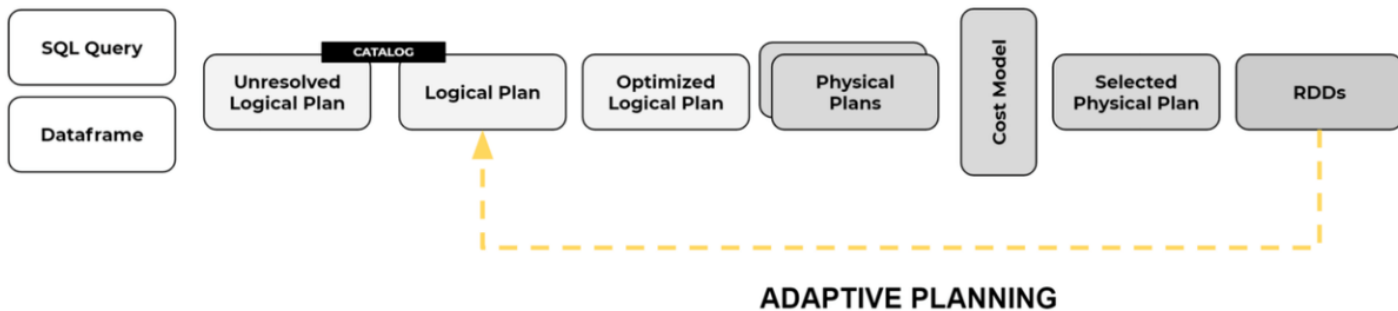 SQL Query
Dataframe
CATALOG
Unresolved
Logical Plan
Logical Plan
Optimized
Logical Plan
Physical
Plans
Cost Model
Selected
Physical Plan
RDDs
ADAPTIVE PLANNING